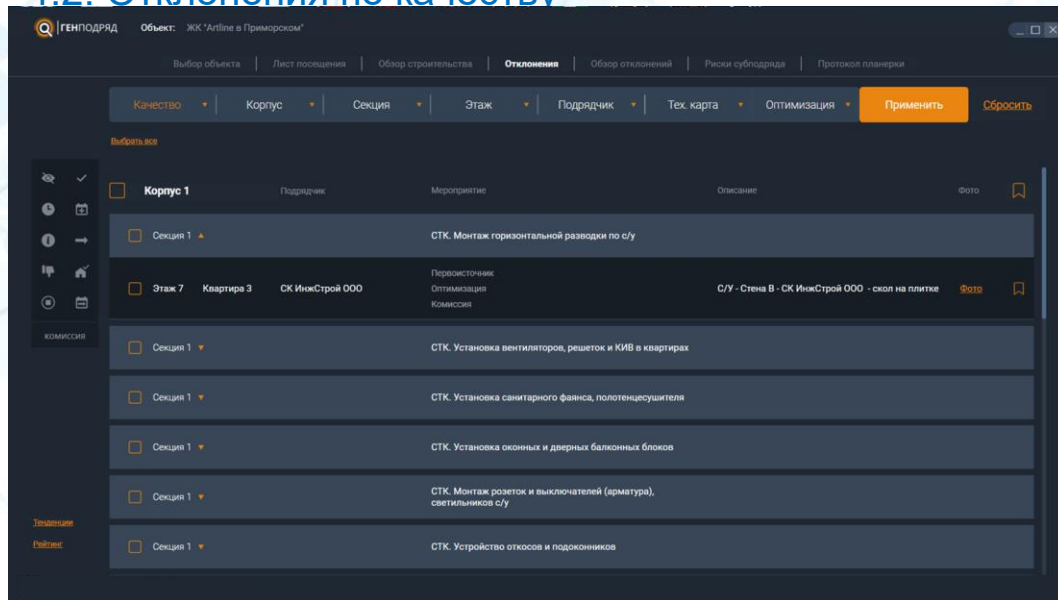 1.2. Отклонения по качеству
ГЕНПОДРЯД Объект: ЖК "Artline в Приморском"
Выбор объекта | Лист посещения | Обзор строительства | Отклонения | Обзор отклонений | Риски субподряда | Протокол планерки
Качество Корпус Секция Этаж Подрядчик Тех. карта Оптимизация Применить Сбросить
Выбрать все
Корпус 1 Подрядчик Мероприятие Описание Фото
Секция 1 СТК. Монтаж горизонтальной разводки по с/у
Первоисточник
Этаж 7 Квартира 3 СК ИнжСтрой ООО Оптимизация С/У - Стена В - СК ИнжСтрой ООО - скол на плитке Фото
Комиссия
КОМИССИЯ
Секция 1 СТК. Установка вентиляторов, решеток и КИВ в квартирах
Секция 1 СТК. Установка санитарного фаянса, полотенцесушителя
Секция 1 СТК. Установка оконных и дверных балконных блоков
Секция 1 СТК. Монтаж розеток и выключателей (арматура),
светильников с/у
Тенденции
Рейтинг
Секция 1 СТК. Устройство откосов и подоконников